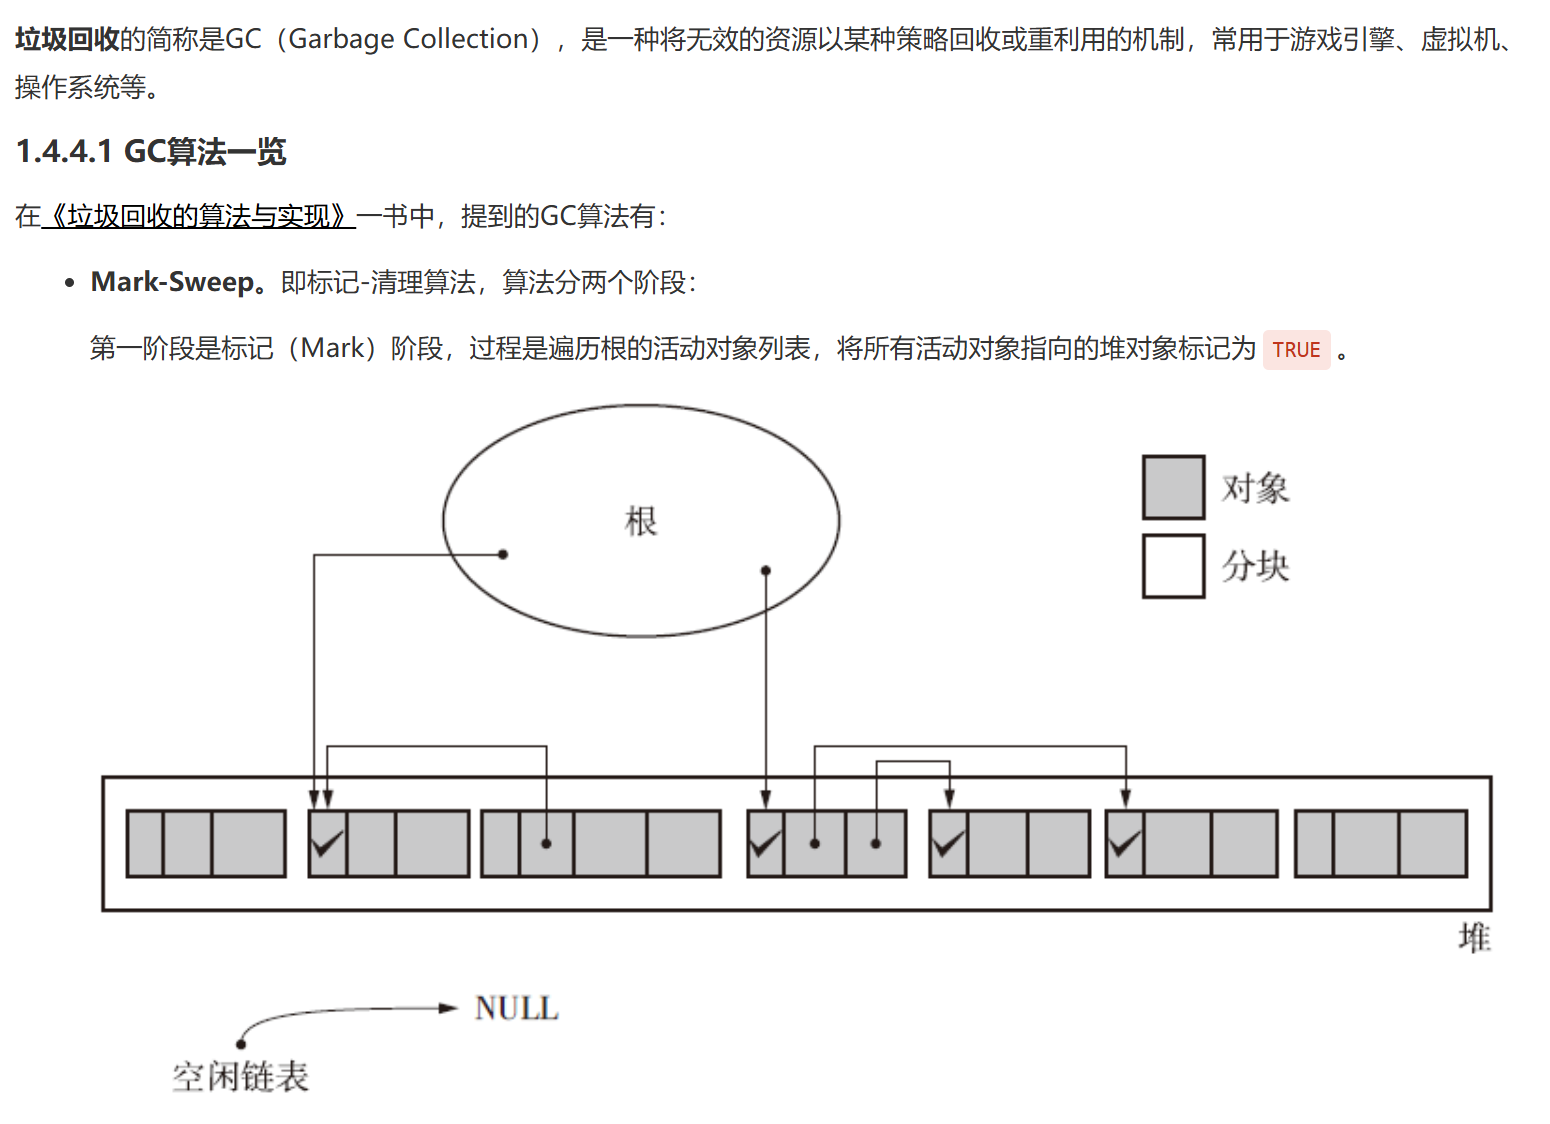 垃圾回收的简称是GC（Garbage Collection），是一种将无效的资源以某种策略回收或重利用的机制，常用于游戏引擎、虚拟机、
操作系统等。
1.4.4.1 GC算法一览
在《垃圾回收的算法与实现》一书中，提到的GC算法有：
• Mark-Sweep。即标记-清理算法，算法分两个阶段：
第一阶段是标记（Mark）阶段，过程是遍历根的活动对象列表，将所有活动对象指向的堆对象标记为 TRUE 。
根
对象
分块
堆
NULL
空闲链表